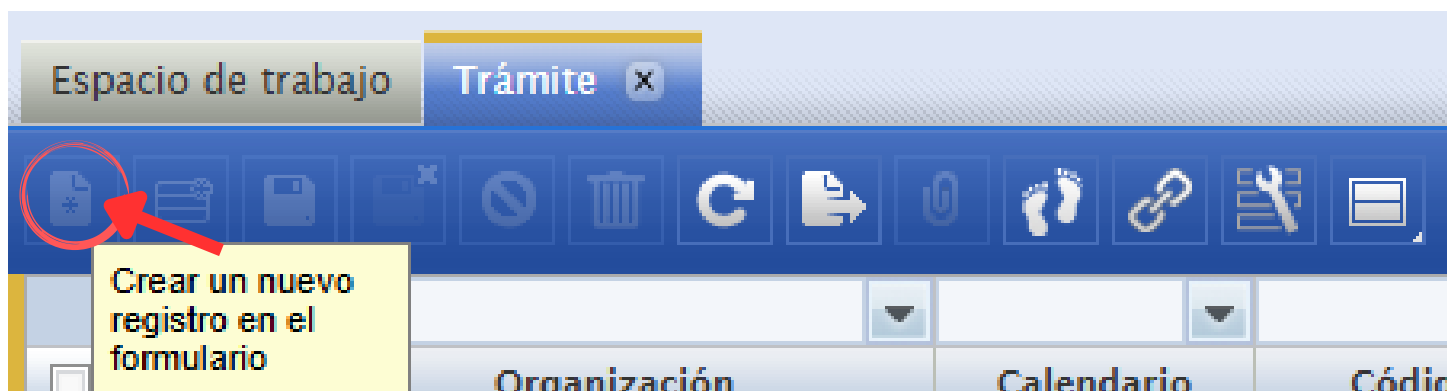 Espacio de trabajo
Trámite
Crear un nuevo
registro en el
formulario
Organización
Calendario